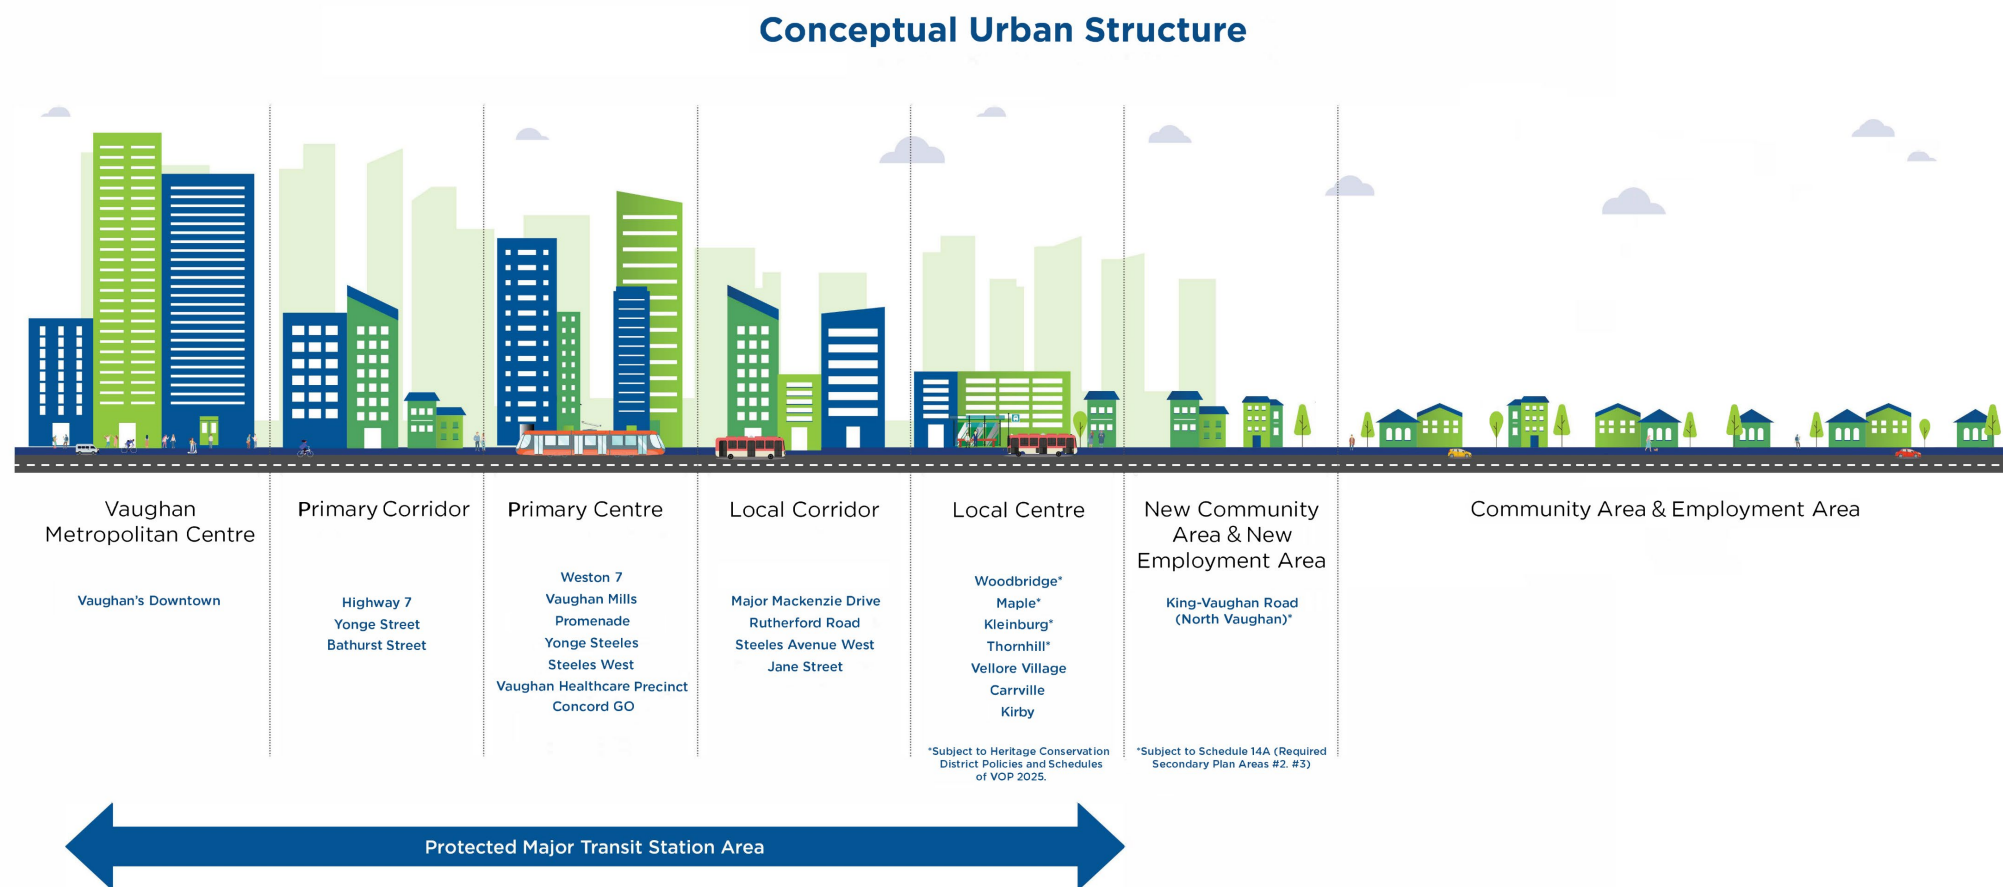 Conceptual Urban Structure
Vaughan
Metropolitan Centre
Vaughan's Downtown
Primary Corridor
Highway 7
Yonge Street
Bathurst Street
Primary Centre
Weston 7
Vaughan Mills
Promenade
Yonge Steeles
Steeles West
Vaughan Healthcare Precinct
Concord GO
Local Corridor
Major Mackenzie Drive
Rutherford Road
Steeles Avenue West
Jane Street
Local Centre
Woodbridge*
Maple*
Kleinburg*
Thornhill*
Vellore Village
Carrville
Kirby
*Subject to Heritage Conservation
District Policies and Schedules
of VOP 2025.
New Community
Area & New
Employment Area
King-Vaughan Road
(North Vaughan)*
*Subject to Schedule 14A (Required
Secondary Plan Areas #2. #3)
Community Area & Employment Area
Protected Major Transit Station Area